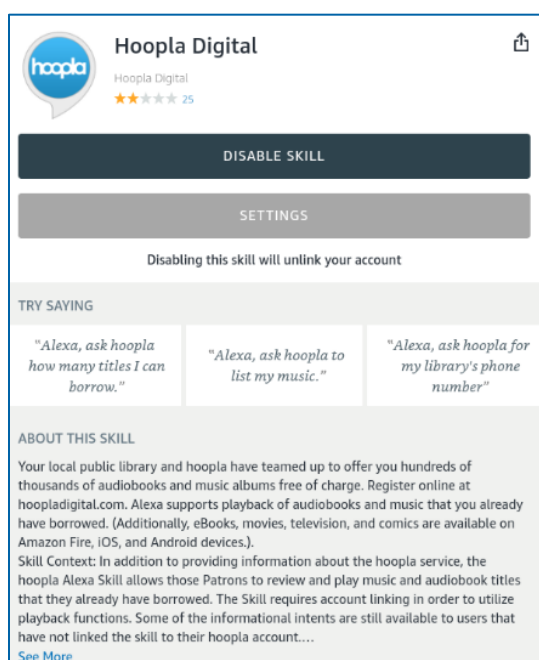 hoopla
Hoopla Digital
Hoopla Digital
25
DISABLE SKILL
SETTINGS
Disabling this skill will unlink your account
TRY SAYING
"Alexa, ask hoopla
how many titles I can
borrow."
"Alexa, ask hoopla to
list my music."
"Alexa, ask hoopla for
my library's phone
number"
ABOUT THIS SKILL
Your local public library and hoopla have teamed up to offer you hundreds of
thousands of audiobooks and music albums free of charge. Register online at
hoopladigital.com. Alexa supports playback of audiobooks and music that you already
have borrowed. (Additionally, eBooks, movies, television, and comics are available on
Amazon Fire, iOS, and Android devices.).
Skill Context: In addition to providing information about the hoopla service, the
hoopla Alexa Skill allows those Patrons to review and play music and audiobook titles
that they already have borrowed. The Skill requires account linking in order to utilize
playback functions. Some of the informational intents are still available to users that
have not linked the skill to their hoopla account....
See More